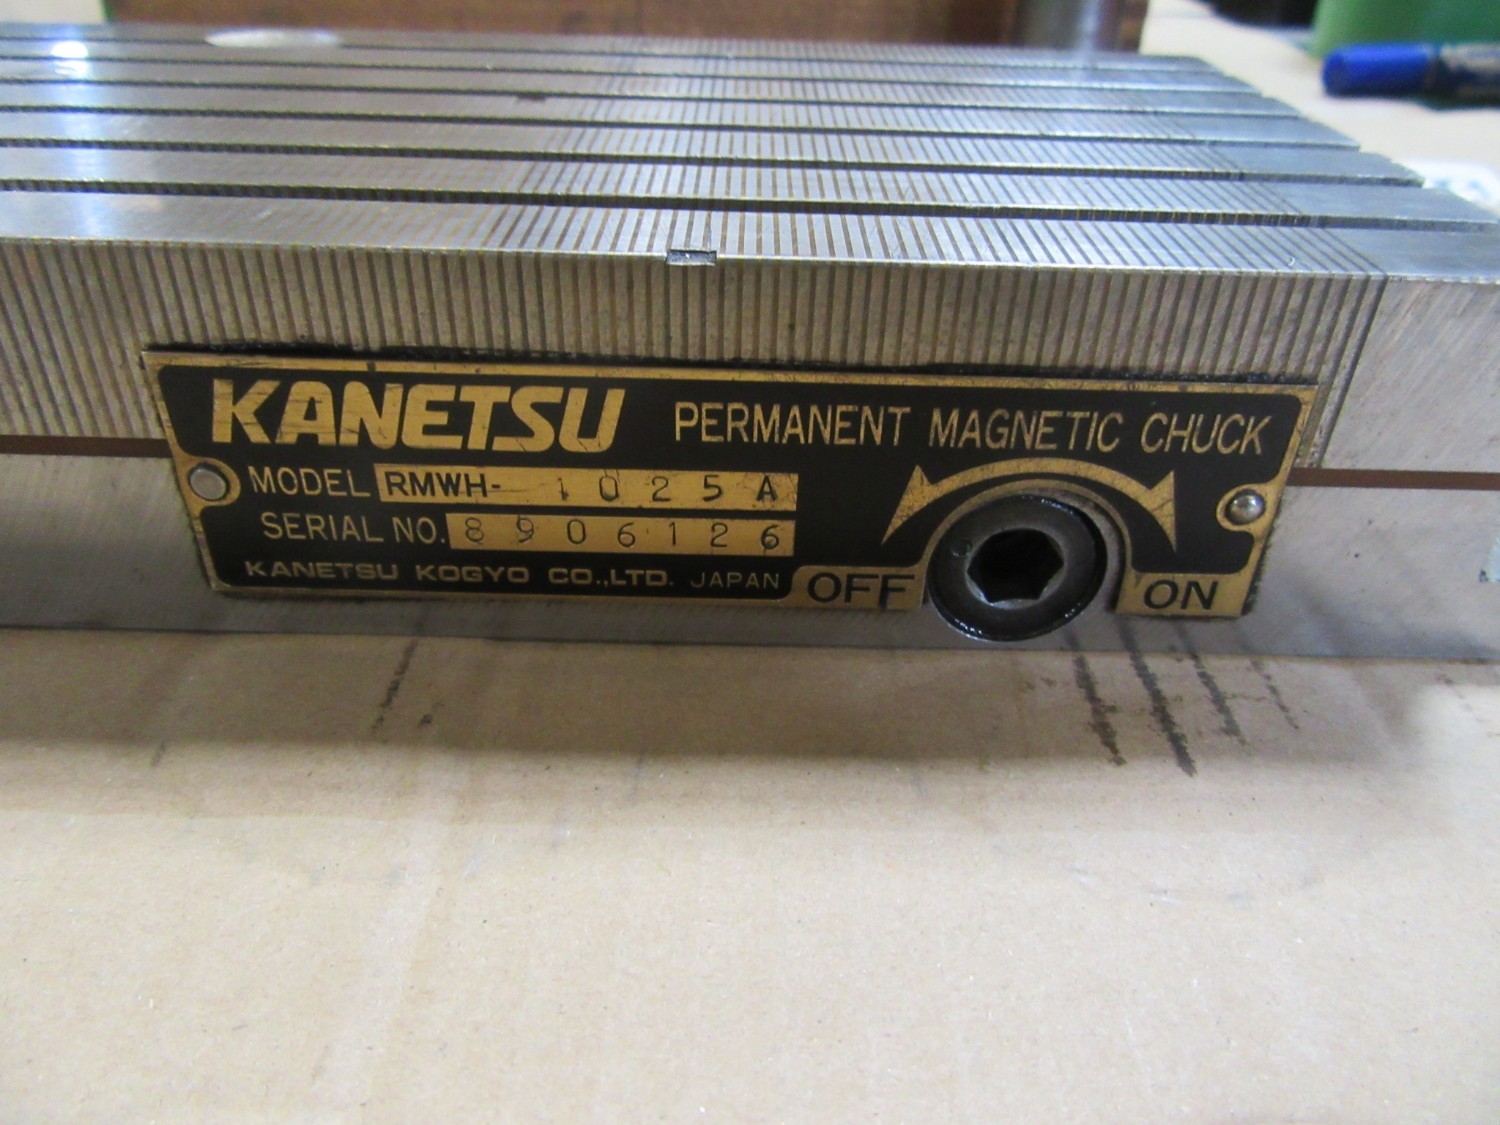 KANETSU PERMANENT MAGNETIC CHUCK
MODEL RMWH- 1025A
SERIAL NO. 8906126
KANETSU KOGYO CO.,LTD. JAPAN
OFF ON